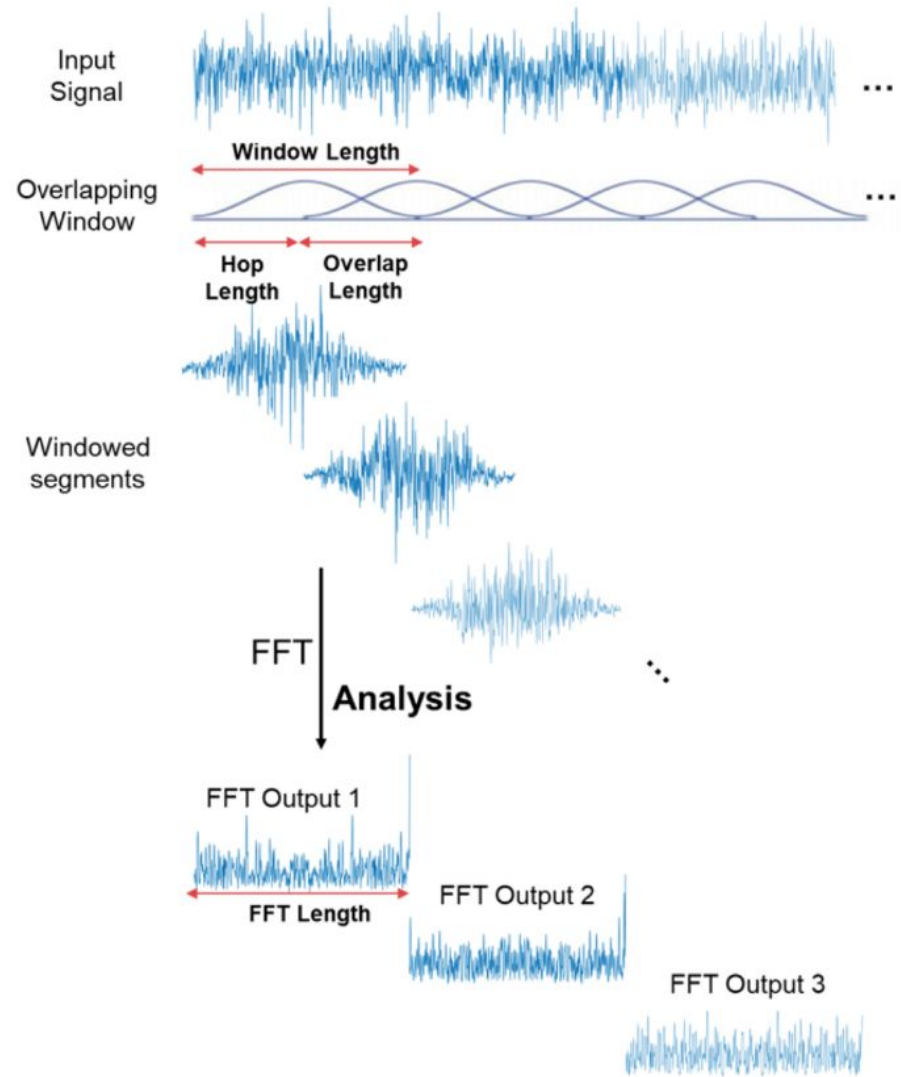 Input
Signal
...
Window Length
Overlapping
Window
...
Hop
Length
Overlap
Length
Windowed
segments
FFT
Analysis
...
FFT Output 1
FFT Length
FFT Output 2
FFT Output 3